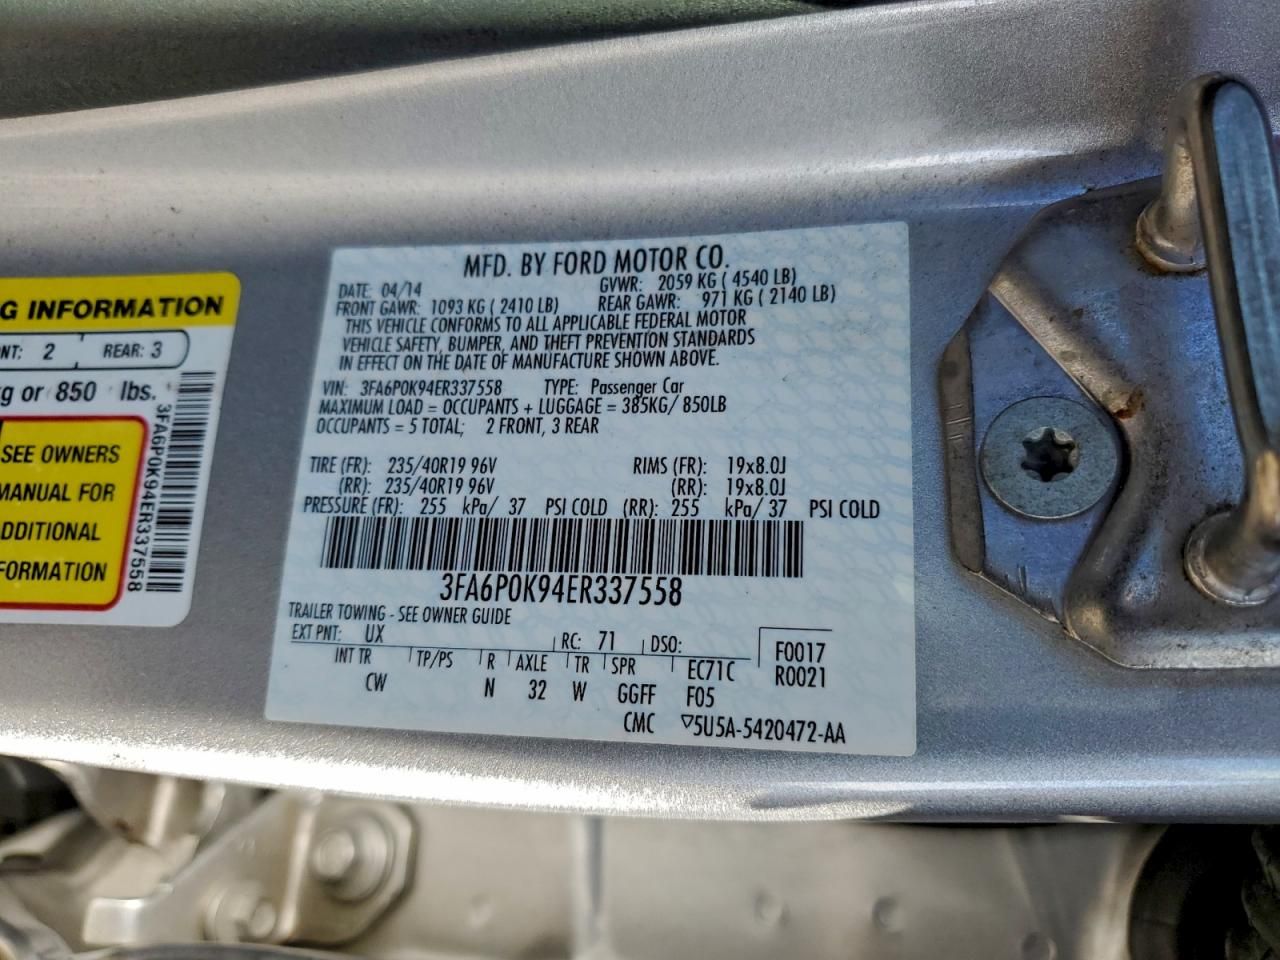 G INFORMATION
NT: 2 REAR: 3
kg or 850 lbs.
SEE OWNERS
MANUAL FOR
ADDITIONAL
FORMATION
3FA6P0K94ER337558
MFD. BY FORD MOTOR CO.
DATE: 04/14 GVWR: 2059 KG ( 4540 LB)
FRONT GAWR: 1093 KG ( 2410 LB) REAR GAWR: 971 KG ( 2140 LB)
THIS VEHICLE CONFORMS TO ALL APPLICABLE FEDERAL MOTOR
VEHICLE SAFETY, BUMPER, AND THEFT PREVENTION STANDARDS
IN EFFECT ON THE DATE OF MANUFACTURE SHOWN ABOVE.
VIN: 3FA6P0K94ER337558 TYPE: Passenger Car
MAXIMUM LOAD = OCCUPANTS + LUGGAGE = 385KG/ 850LB
OCCUPANTS = 5 TOTAL; 2 FRONT, 3 REAR
TIRE (FR): 235/40R19 96V RIMS (FR): 19x8.0J
(RR): 235/40R19 96V (RR): 19x8.0J
PRESSURE (FR): 255 kPa/ 37 PSI COLD (RR): 255 kPa/ 37 PSI COLD
3FA6P0K94ER337558
TRAILER TOWING - SEE OWNER GUIDE
EXT PNT: UX RC: 71 DSO: F0017
INT TR TP/PS R AXLE TR SPR EC71C R0021
CW N 32 W GGFF F05
CMC ▽5U5A-5420472-AA